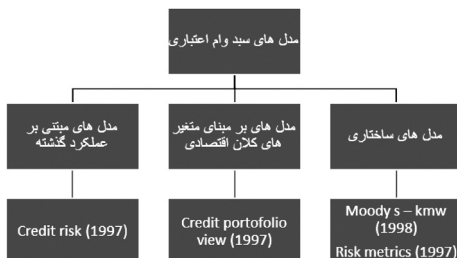 مدل های سبد وام اعتباری
مدل های ساختاری
مدل های بر مبنای متغیر
های کلان اقتصادی
مدل های مبتنی بر
عملکرد گذشته
Moody s – kmw
(1998)
Risk metrics (1997)
Credit portofolio
view (1997)
Credit risk (1997)